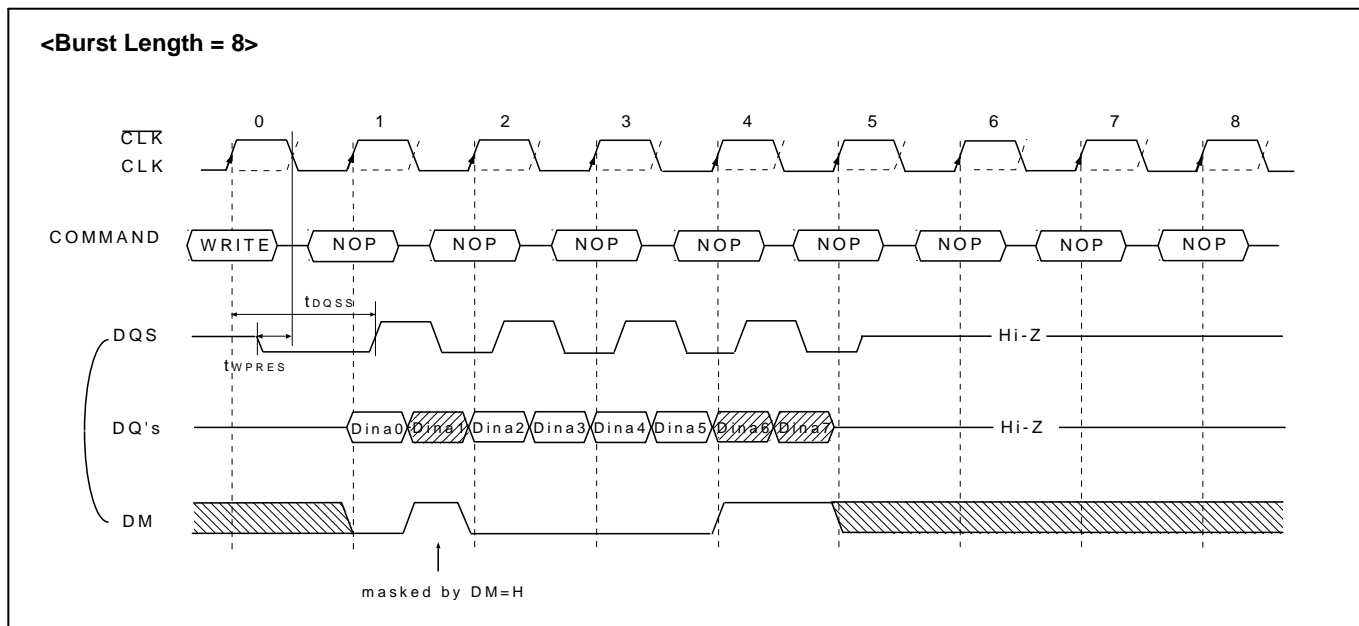 <Burst Length = 8>
0 1 2 3 4 5 6 7 8
CLK
CLK
COMMAND WRITE NOP NOP NOP NOP NOP NOP NOP NOP
tDQSS
DQS Hi-Z
tWPRES
DQ's Dina0 Dina1 Dina2 Dina3 Dina4 Dina5 Dina6 Dina7 Hi-Z
DM
masked by DM=H